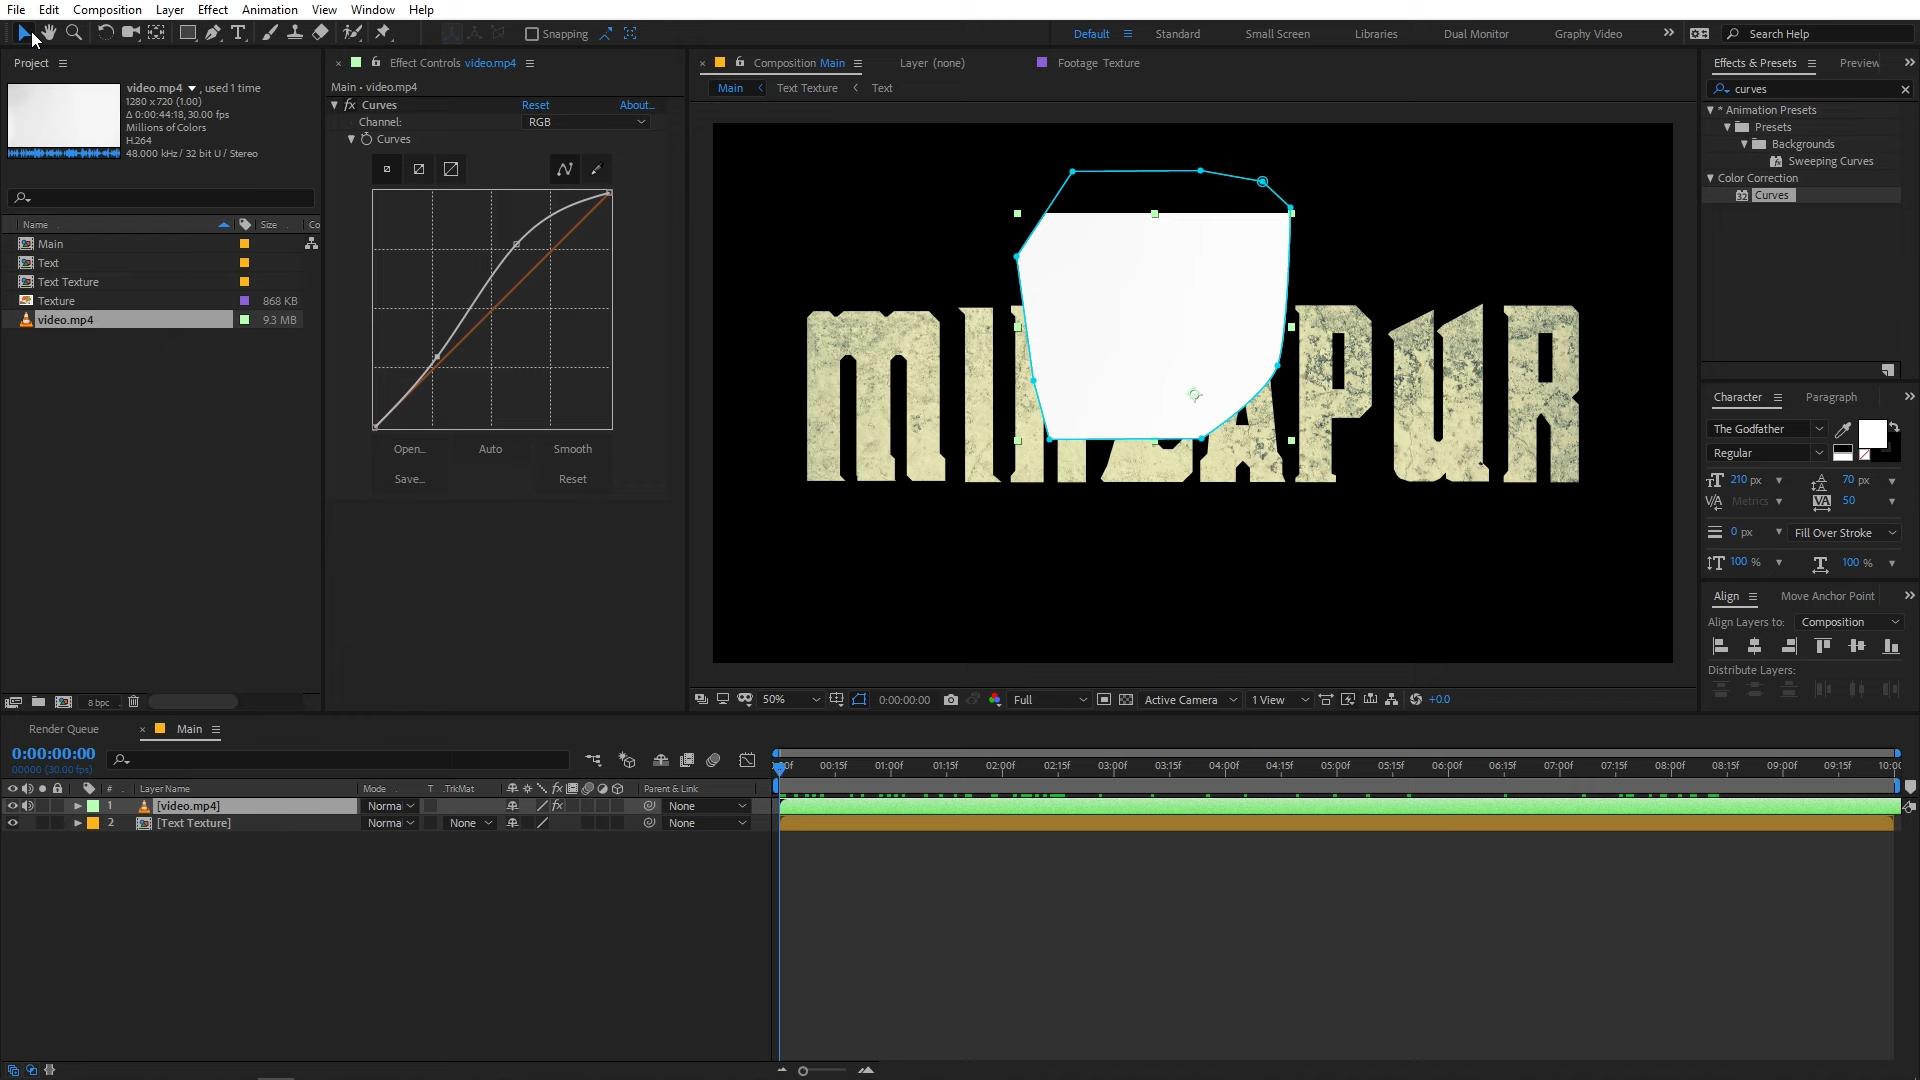 File Edit Composition Layer Effect Animation View Window Help
Snapping
Default Standard Small Screen Libraries Dual Monitor Graphy Video » Search Help
Project
video.mp4 ▼ , used 1 time
1280 x 720 (1.00)
Δ 0:00:44:18, 30.00 fps
Millions of Colors
H.264
48.000 kHz / 32 bit U / Stereo
Name Size Co
Main
Text
Text Texture
Texture 868 KB
video.mp4 9.3 MB
8 bpc
× Effect Controls video.mp4
Main • video.mp4
fx Curves Reset About...
Channel: RGB
Curves
Open... Auto Smooth
Save... Reset
× Composition Main Layer (none) Footage Texture
Main < Text Texture < Text
50% 0:00:00:00 Full Active Camera 1 View +0.0
Effects & Presets Preview »
curves ×
* Animation Presets
Presets
Backgrounds
Sweeping Curves
Color Correction
32 Curves
Character Paragraph »
The Godfather
Regular
210 px 70 px
Metrics 50
0 px Fill Over Stroke
100 % 100 %
Align Move Anchor Point »
Align Layers to: Composition
Distribute Layers:
Render Queue × Main
0:00:00:00
00000 (30.00 fps)
00f 00:15f 01:00f 01:15f 02:00f 02:15f 03:00f 03:15f 04:00f 04:15f 05:00f 05:15f 06:00f 06:15f 07:00f 07:15f 08:00f 08:15f 09:00f 09:15f 10:00
# Layer Name Mode T .TrkMat fx Parent & Link
1 [video.mp4] Norma fx None
2 [Text Texture] Norma None None